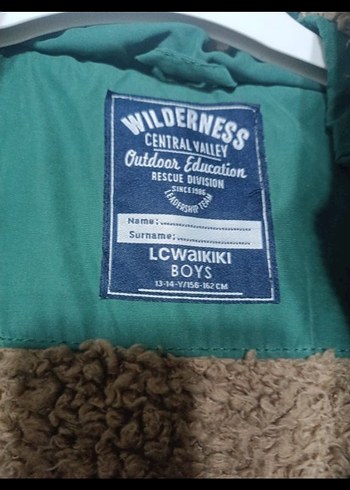 WILDERNESS
CENTRAL VALLEY
Outdoor Education
RESCUE DIVISION
SINCE 1986
LEADERSHIP TEAM
Name:
Surname:
LCWAIKIKI
BOYS
13-14-Y/158-162 CM